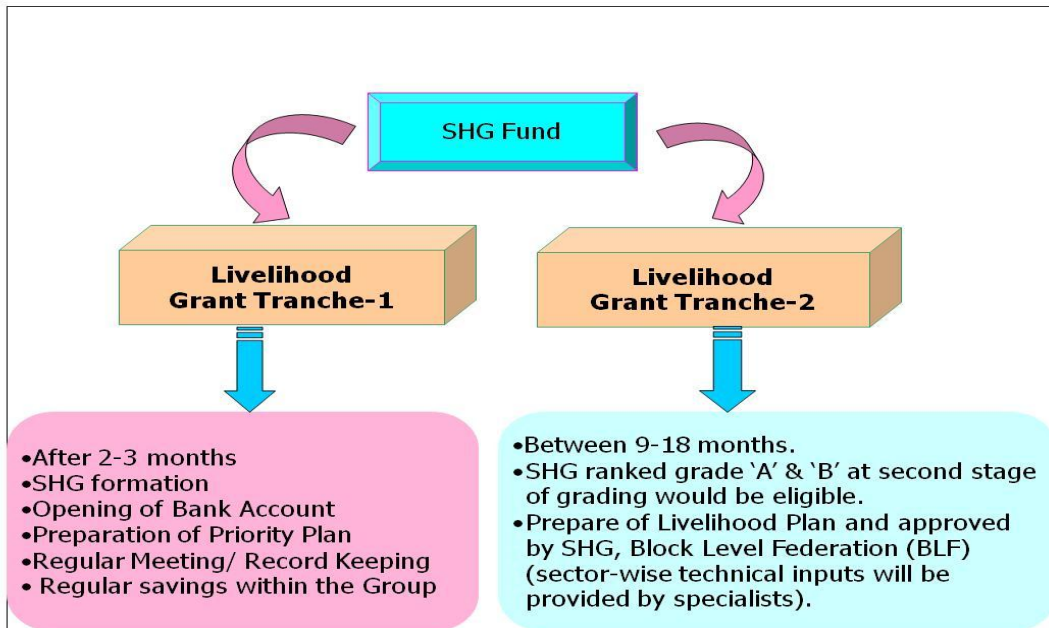 SHG Fund
Livelihood
Grant Tranche-1
Livelihood
Grant Tranche-2
•After 2-3 months
•SHG formation
•Opening of Bank Account
•Preparation of Priority Plan
•Regular Meeting/ Record Keeping
• Regular savings within the Group
•Between 9-18 months.
•SHG ranked grade ‘A’ & ‘B’ at second stage
of grading would be eligible.
•Prepare of Livelihood Plan and approved
by SHG, Block Level Federation (BLF)
(sector-wise technical inputs will be
provided by specialists).